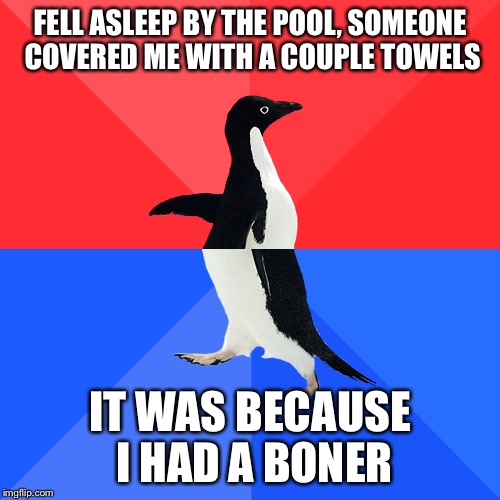 FELL ASLEEP BY THE POOL, SOMEONE
COVERED ME WITH A COUPLE TOWELS
IT WAS BECAUSE
I HAD A BONER
imgflip.com